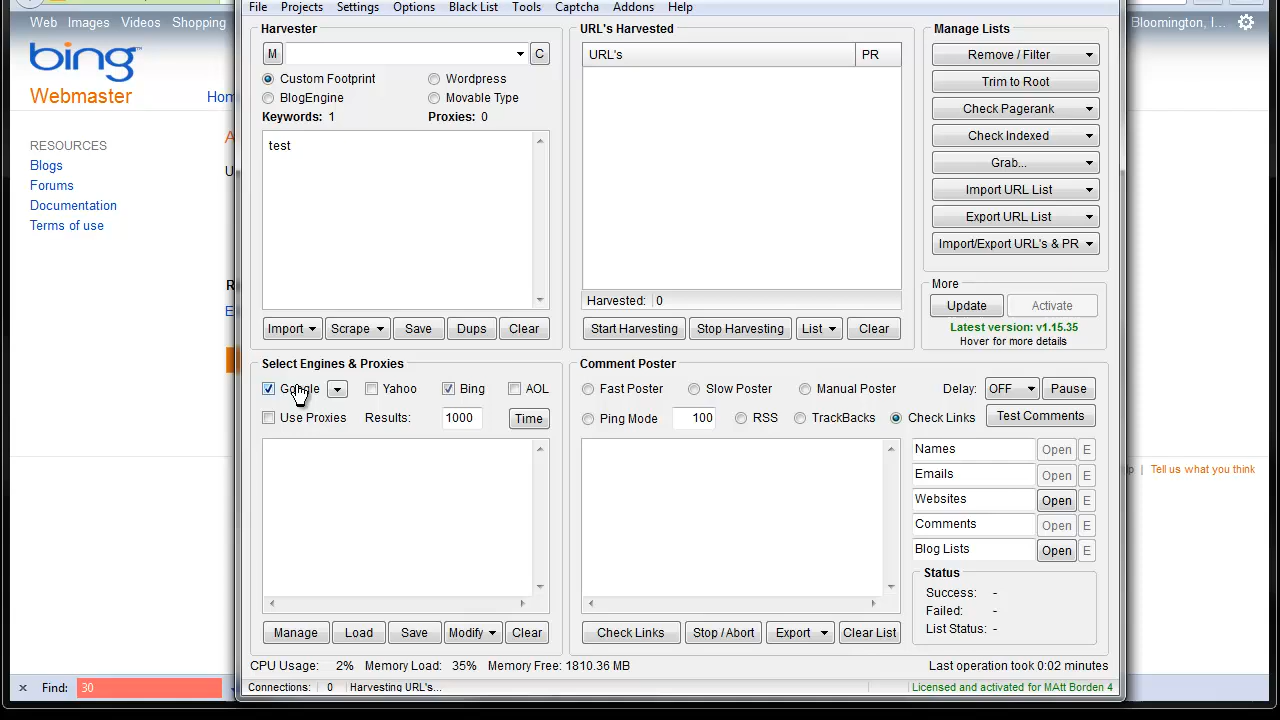 File Projects Settings Options Black List Tools Captcha Addons Help
Web Images Videos Shopping
Bloomington, I...
bing
Webmaster
Hom
RESOURCES
Blogs
Forums
Documentation
Terms of use
A
U
R
E
Harvester
M
C
Custom Footprint
Wordpress
BlogEngine
Movable Type
Keywords: 1
Proxies: 0
test
Import
Scrape
Save
Dups
Clear
URL's Harvested
URL's
PR
Harvested: 0
Start Harvesting
Stop Harvesting
List
Clear
Manage Lists
Remove / Filter
Trim to Root
Check Pagerank
Check Indexed
Grab...
Import URL List
Export URL List
Import/Export URL's & PR
More
Update
Activate
Latest version: v1.15.35
Hover for more details
Select Engines & Proxies
Google
Yahoo
Bing
AOL
Use Proxies
Results: 1000
Time
Manage
Load
Save
Modify
Clear
Comment Poster
Fast Poster
Slow Poster
Manual Poster
Delay: OFF
Pause
Ping Mode 100
RSS
TrackBacks
Check Links
Test Comments
Names Open E
Emails Open E
Websites Open E
Comments Open E
Blog Lists Open E
Status
Success: -
Failed: -
List Status: -
Check Links
Stop / Abort
Export
Clear List
CPU Usage: 2% Memory Load: 35% Memory Free: 1810.36 MB
Last operation took 0:02 minutes
Connections: 0 Harvesting URL's...
Licensed and activated for MAtt Borden 4
| Tell us what you think
x Find: 30